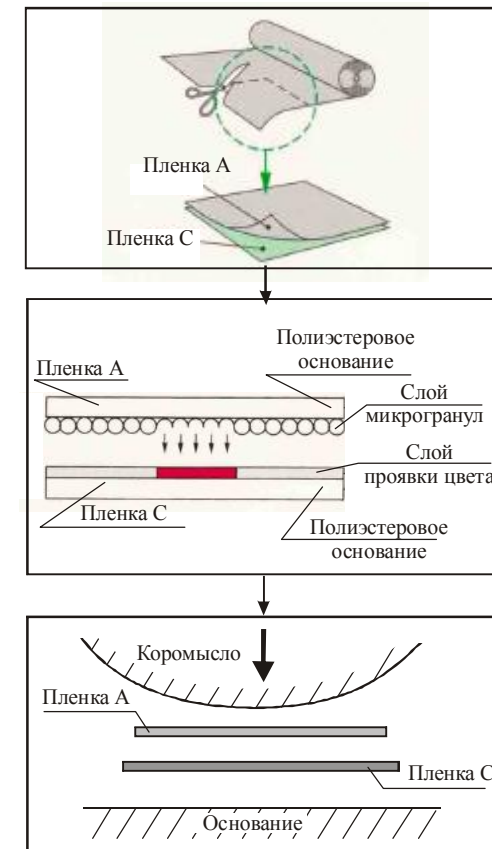 Пленка А
Пленка С
Полиэстеровое
основание
Пленка А
Слой
микрогранул
Слой
проявки цвета
Пленка С
Полиэстеровое
основание
Коромысло
Пленка А
Пленка С
Основание